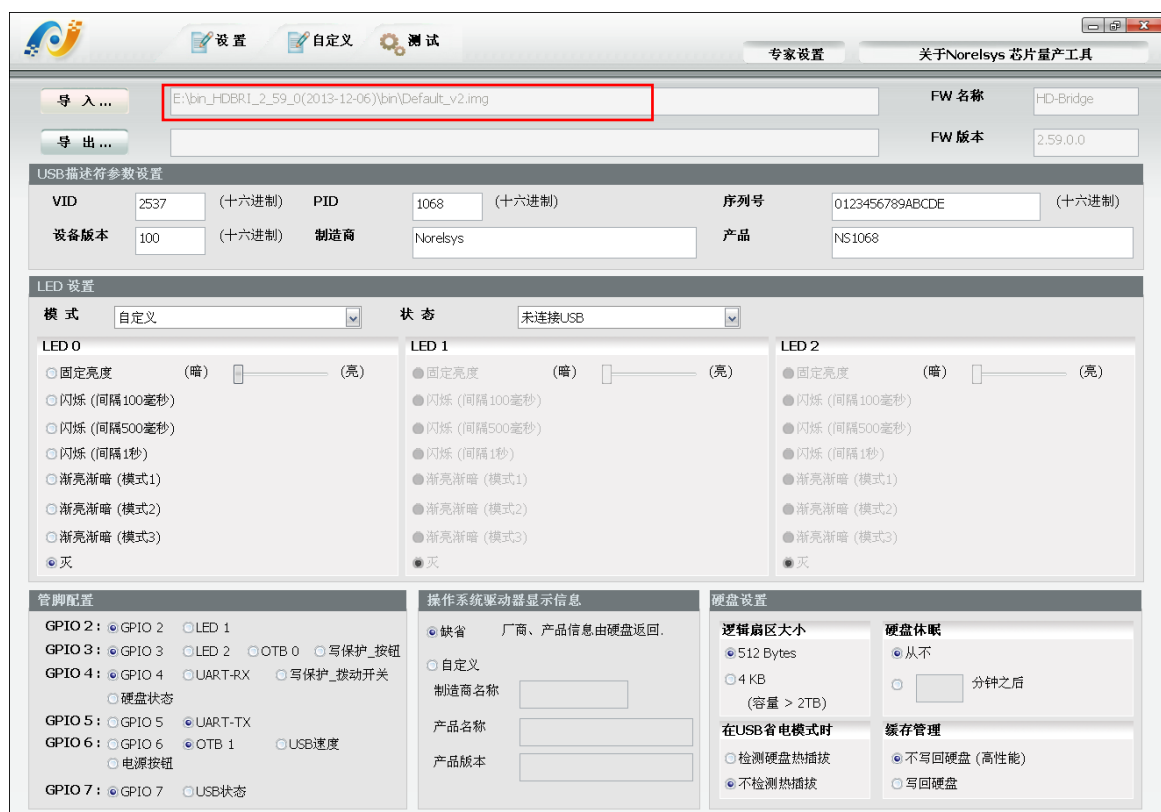 设 置 自定义 测 试
专家设置 关于Norelsys 芯片量产工具
导 入... E:\bin_HDBRI_2_59_0(2013-12-06)\bin\Default_v2.img FW 名称 HD-Bridge
导 出... FW 版本 2.59.0.0
USB描述符参数设置
VID 2537 (十六进制) PID 1068 (十六进制) 序列号 0123456789ABCDE (十六进制)
设备版本 100 (十六进制) 制造商 Norelsys 产品 NS1068
LED 设置
模 式 自定义 状 态 未连接USB
LED 0 LED 1 LED 2
固定亮度 (暗) (亮) 固定亮度 (暗) (亮) 固定亮度 (暗) (亮)
闪烁 (间隔100毫秒) 闪烁 (间隔100毫秒) 闪烁 (间隔100毫秒)
闪烁 (间隔500毫秒) 闪烁 (间隔500毫秒) 闪烁 (间隔500毫秒)
闪烁 (间隔1秒) 闪烁 (间隔1秒) 闪烁 (间隔1秒)
渐亮渐暗 (模式1) 渐亮渐暗 (模式1) 渐亮渐暗 (模式1)
渐亮渐暗 (模式2) 渐亮渐暗 (模式2) 渐亮渐暗 (模式2)
渐亮渐暗 (模式3) 渐亮渐暗 (模式3) 渐亮渐暗 (模式3)
灭 灭 灭
管脚配置
GPIO 2: GPIO 2 LED 1
GPIO 3: GPIO 3 LED 2 OTB 0 写保护_按钮
GPIO 4: GPIO 4 UART-RX 写保护_拨动开关
硬盘状态
GPIO 5: GPIO 5 UART-TX
GPIO 6: GPIO 6 OTB 1 USB速度
电源按钮
GPIO 7: GPIO 7 USB状态
操作系统驱动器显示信息
缺省 厂商、产品信息由硬盘返回.
自定义
制造商名称
产品名称
产品版本
硬盘设置
逻辑扇区大小 硬盘休眠
512 Bytes 从不
4 KB 分钟之后
(容量 > 2TB)
在USB省电模式时 缓存管理
检测硬盘热插拔 不写回硬盘 (高性能)
不检测热插拔 写回硬盘